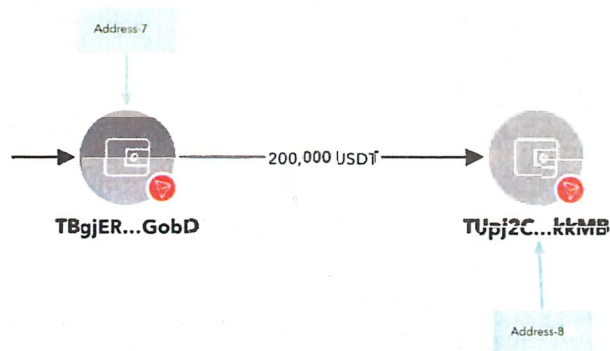 Address-7
200,000 USDT
TBgjER...GobD
TUpj2C...kkMB
Address-8